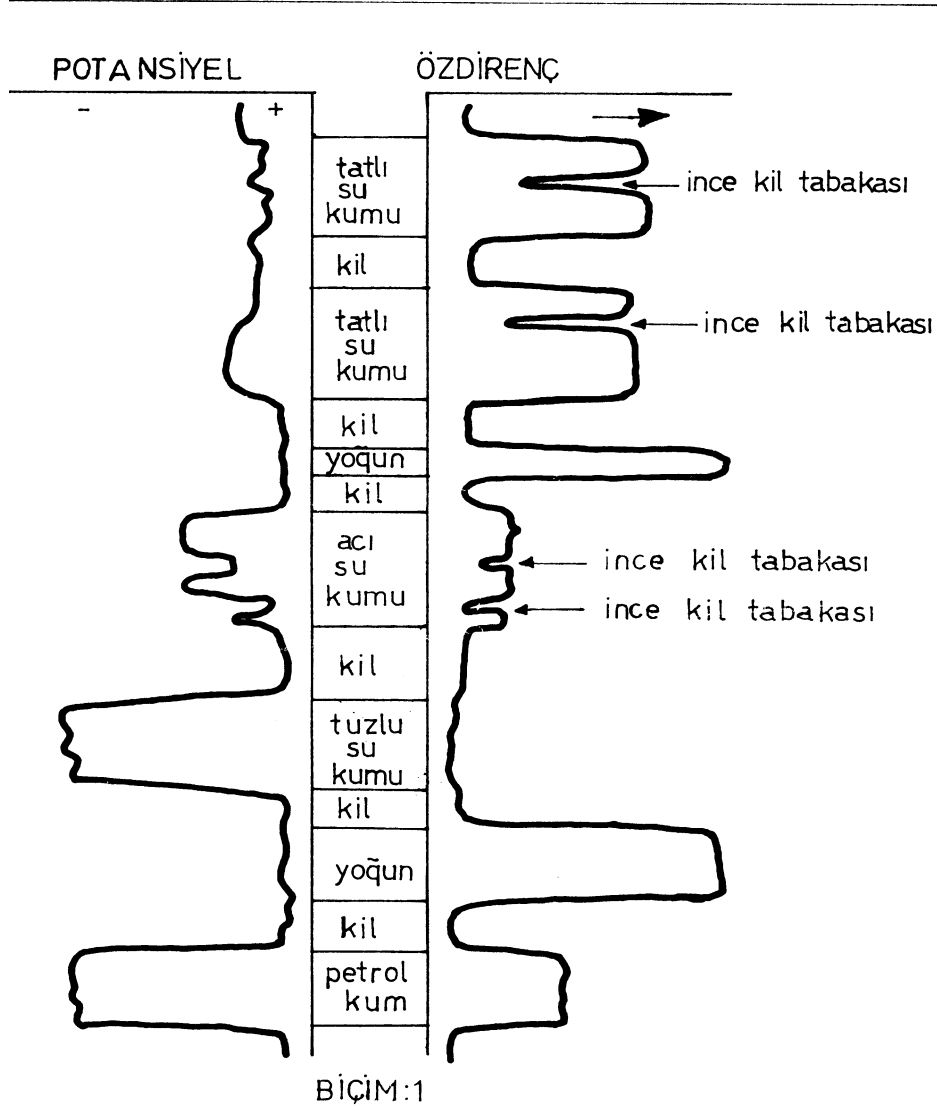 POTANSİYEL ÖZDİRENÇ
- +
tatlı
su
kumu
ince kil tabakası
kil
tatlı
su
kumu
ince kil tabakası
kil
yoğun
kil
acı
su
kumu
ince kil tabakası
ince kil tabakası
kil
tuzlu
su
kumu
kil
yoğun
kil
petrol
kum
BİÇİM:1